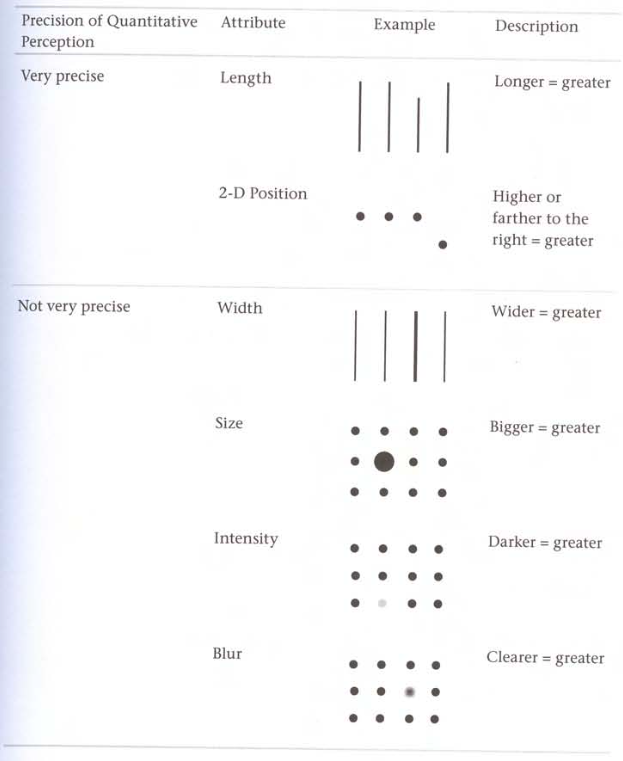 Precision of Quantitative Perception Attribute Example Description
Very precise Length Longer = greater
2-D Position Higher or
farther to the
right = greater
Not very precise Width Wider = greater
Size Bigger = greater
Intensity Darker = greater
Blur Clearer = greater